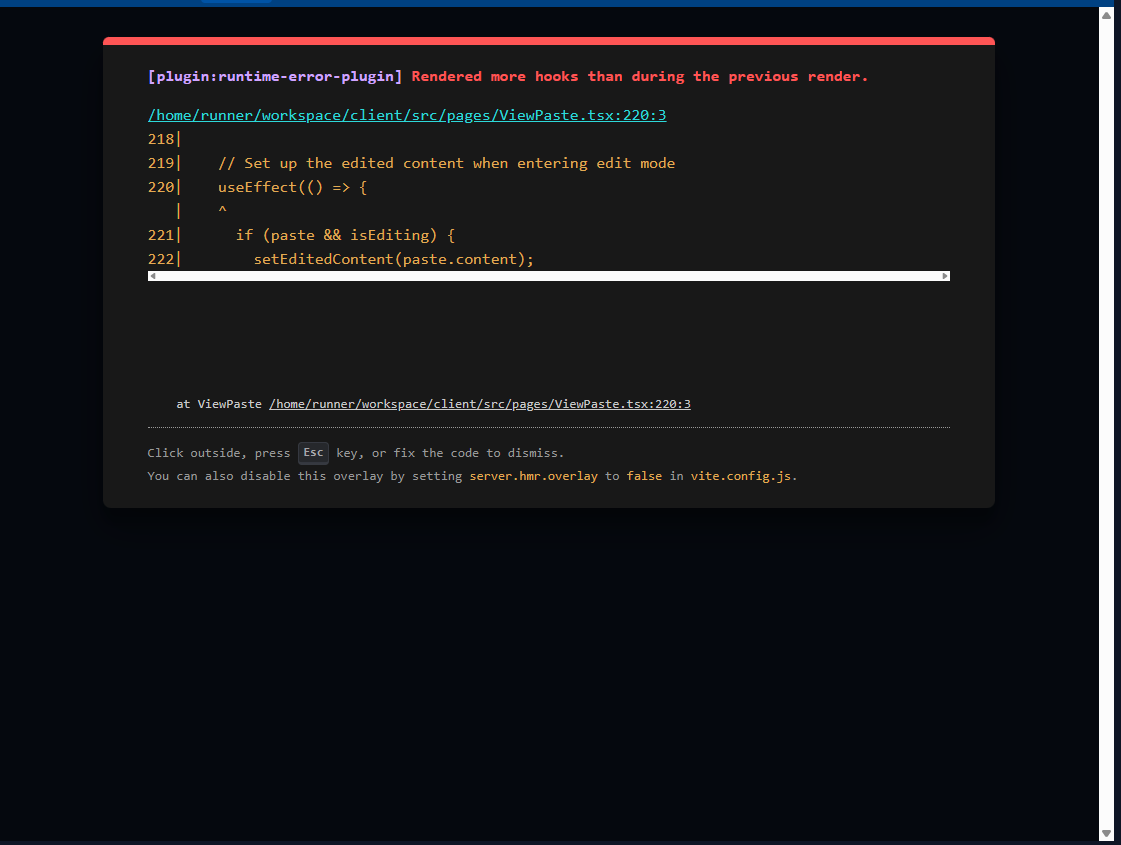 [plugin:runtime-error-plugin] Rendered more hooks than during the previous render.
/home/runner/workspace/client/src/pages/ViewPaste.tsx:220:3
218|
219|    // Set up the edited content when entering edit mode
220|    useEffect(() => {
   |    ^
221|      if (paste && isEditing) {
222|        setEditedContent(paste.content);
at ViewPaste /home/runner/workspace/client/src/pages/ViewPaste.tsx:220:3
Click outside, press Esc key, or fix the code to dismiss.
You can also disable this overlay by setting server.hmr.overlay to false in vite.config.js.